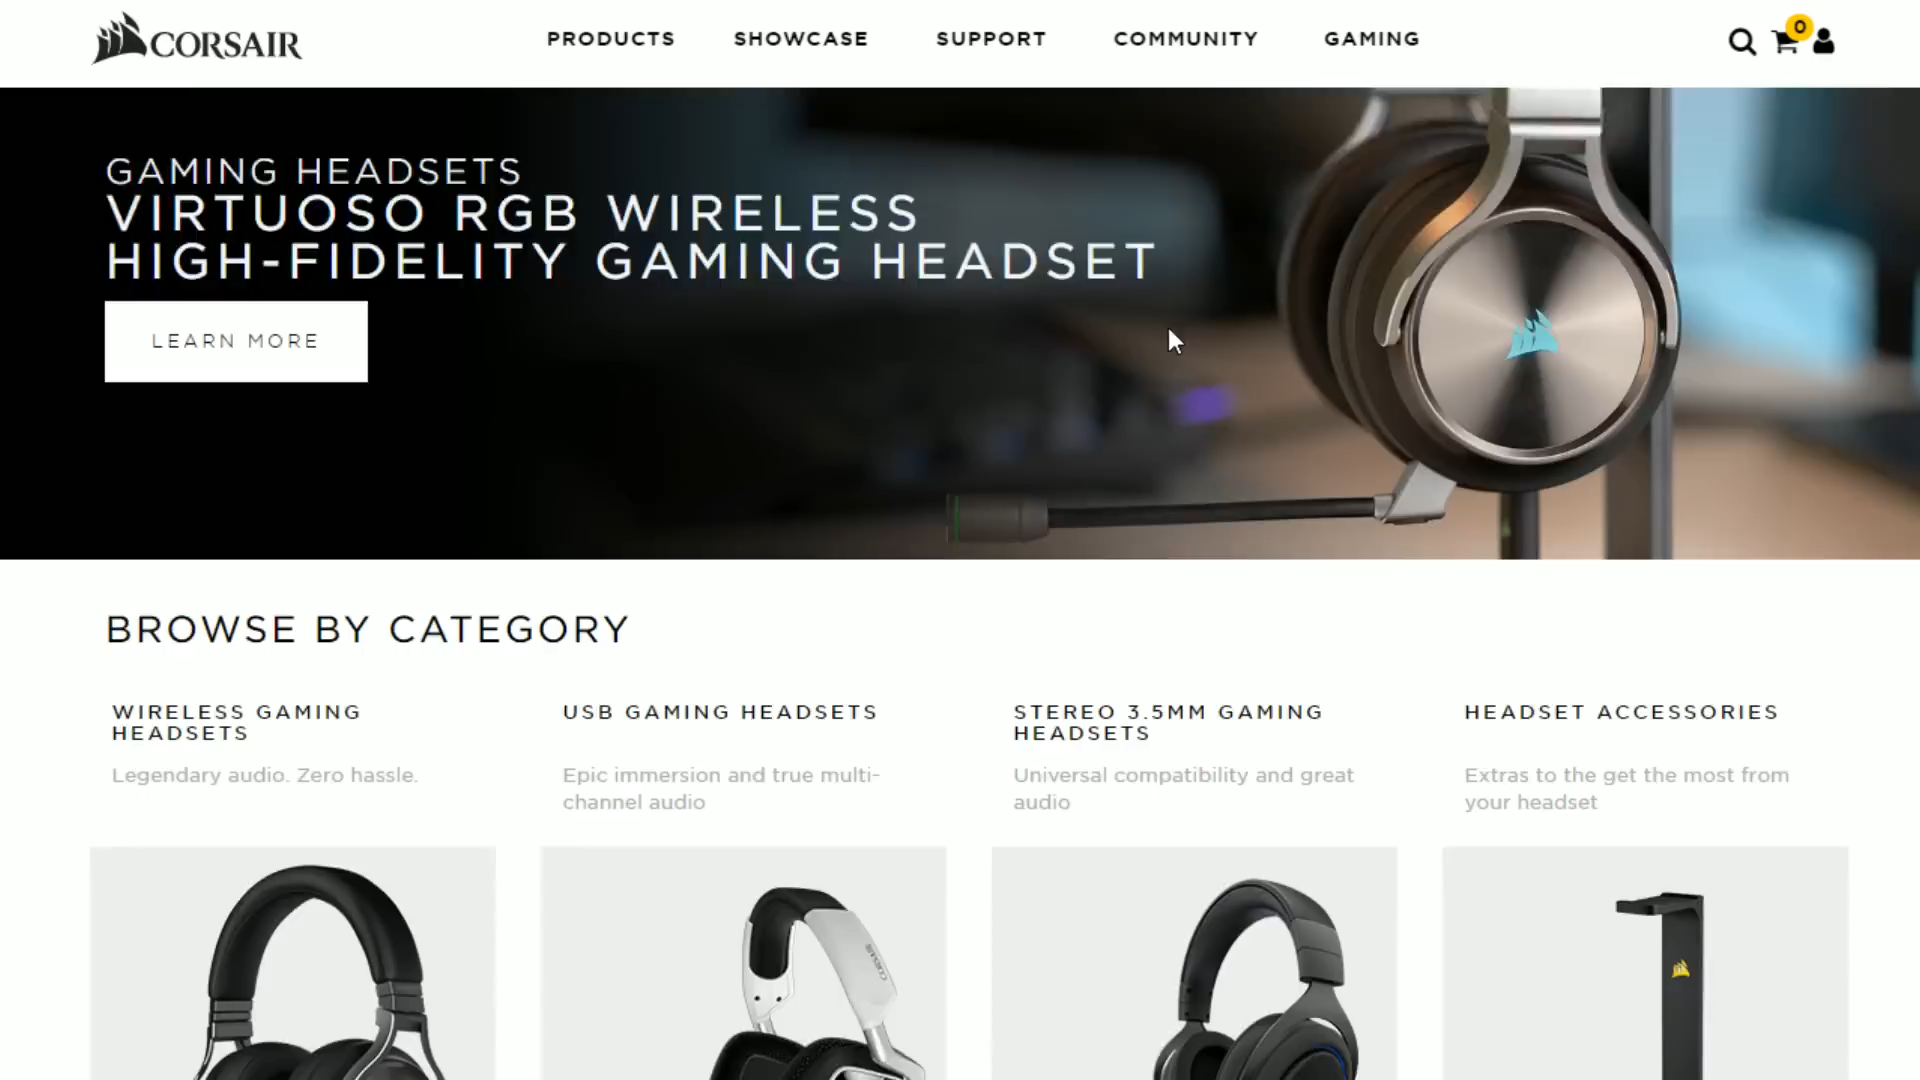 CORSAIR
PRODUCTS
SHOWCASE
SUPPORT
COMMUNITY
GAMING
0
GAMING HEADSETS
VIRTUOSO RGB WIRELESS
HIGH-FIDELITY GAMING HEADSET
LEARN MORE
BROWSE BY CATEGORY
WIRELESS GAMING
HEADSETS
Legendary audio. Zero hassle.
USB GAMING HEADSETS
Epic immersion and true multi-
channel audio
STEREO 3.5MM GAMING
HEADSETS
Universal compatibility and great
audio
HEADSET ACCESSORIES
Extras to the get the most from
your headset
CORSAIR